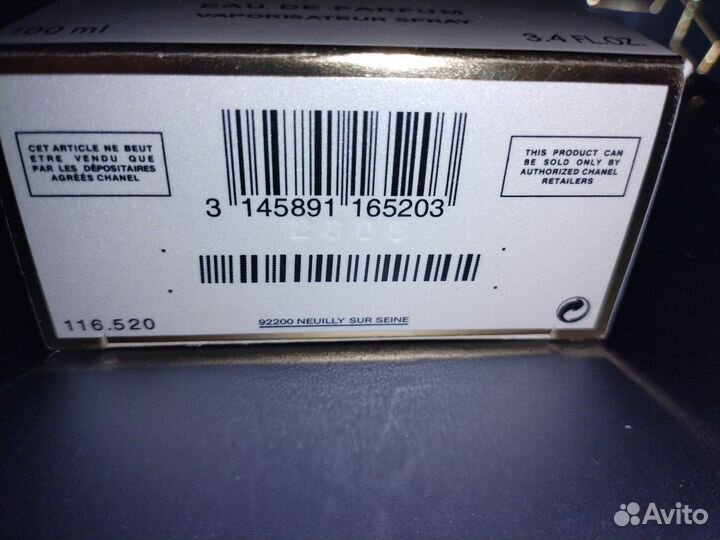 EAU DE PARFUM
VAPORISATEUR SPRAY
100 ml
3.4 FL.OZ.
CET ARTICLE NE BEUT
ETRE VENDU QUE
PAR LES DÉPOSITAIRES
AGRÉÉS CHANEL
THIS PRODUCT CAN
BE SOLD ONLY BY
AUTHORIZED CHANEL
RETAILERS
3 145891 165203
116.520
92200 NEUILLY SUR SEINE
Avito